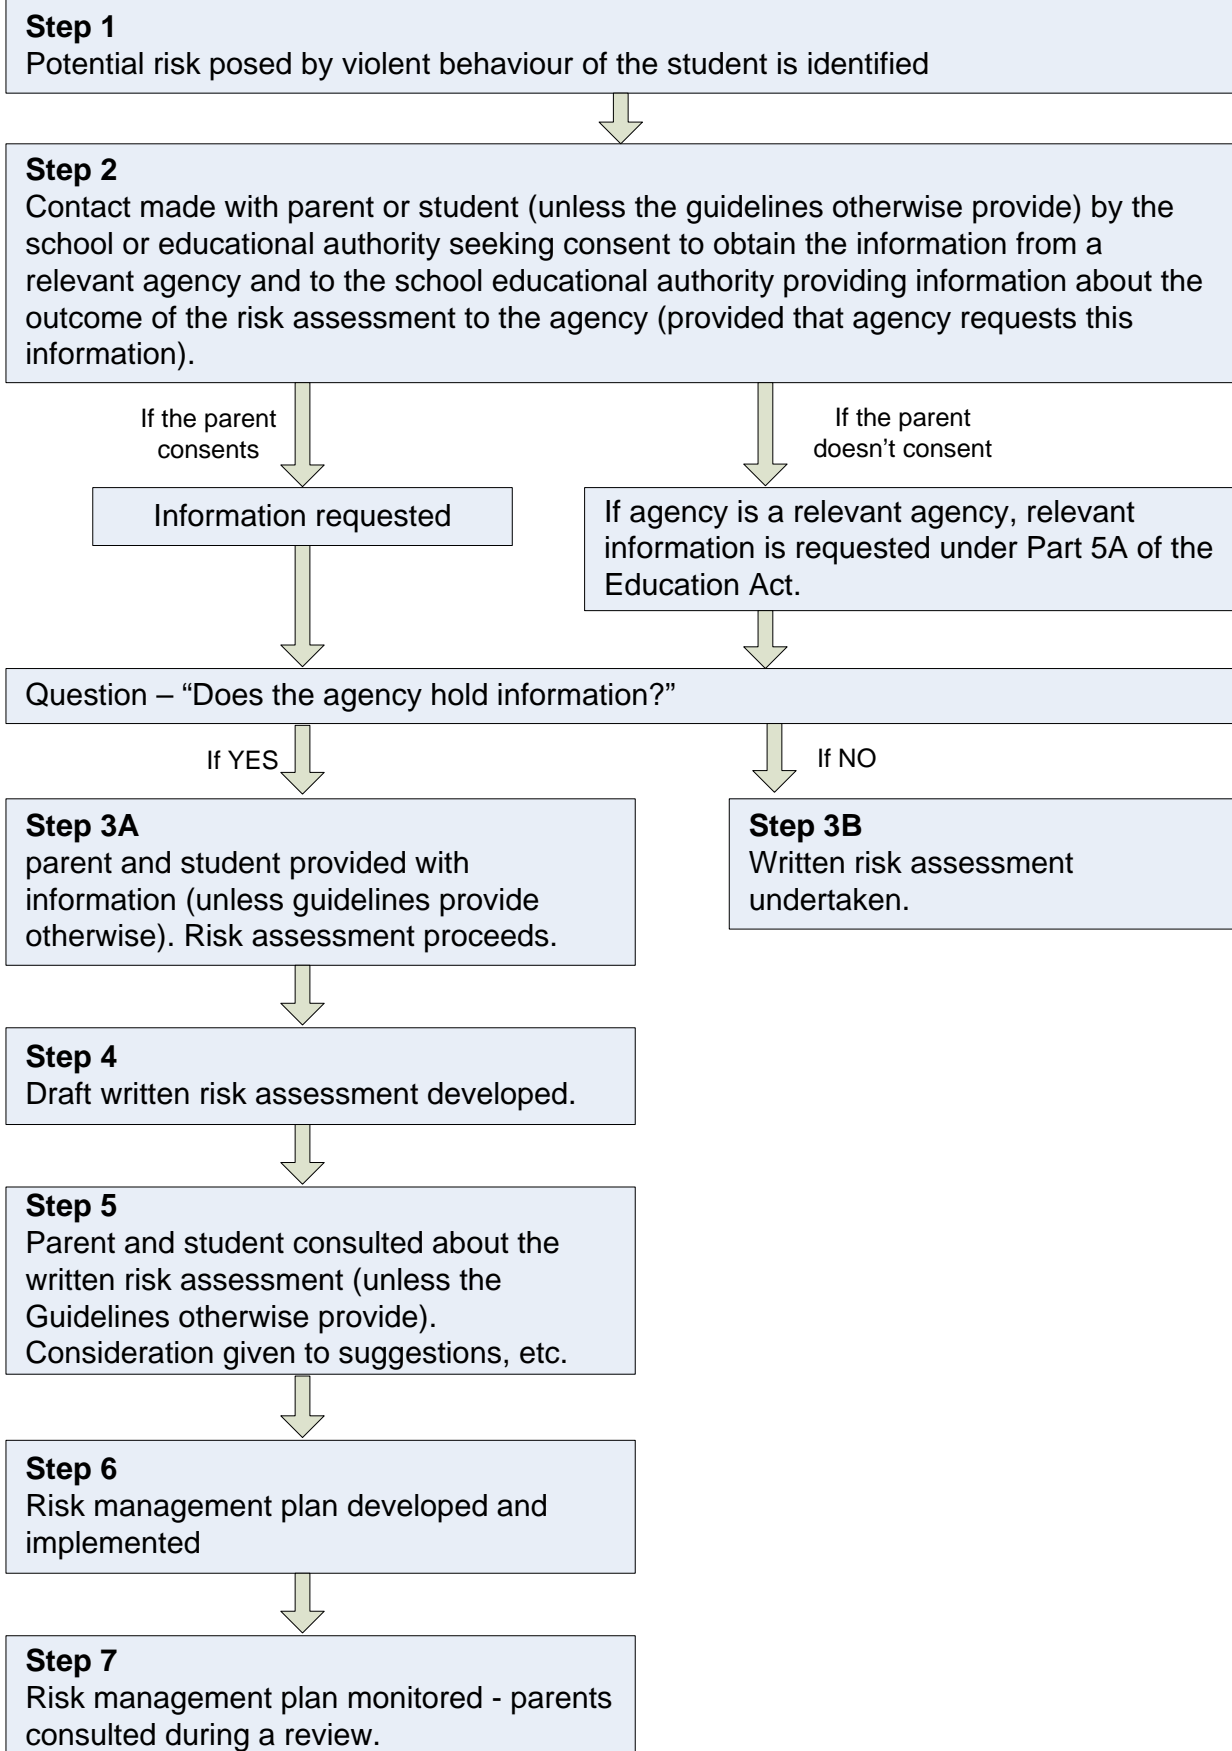 Step 1
Potential risk posed by violent behaviour of the student is identified
Step 2
Contact made with parent or student (unless the guidelines otherwise provide) by the
school or educational authority seeking consent to obtain the information from a
relevant agency and to the school educational authority providing information about the
outcome of the risk assessment to the agency (provided that agency requests this
information).
If the parent
consents
If the parent
doesn’t consent
Information requested
If agency is a relevant agency, relevant
information is requested under Part 5A of the
Education Act.
Question – “Does the agency hold information?”
If YES
If NO
Step 3A
parent and student provided with
information (unless guidelines provide
otherwise). Risk assessment proceeds.
Step 3B
Written risk assessment
undertaken.
Step 4
Draft written risk assessment developed.
Step 5
Parent and student consulted about the
written risk assessment (unless the
Guidelines otherwise provide).
Consideration given to suggestions, etc.
Step 6
Risk management plan developed and
implemented
Step 7
Risk management plan monitored - parents
consulted during a review.